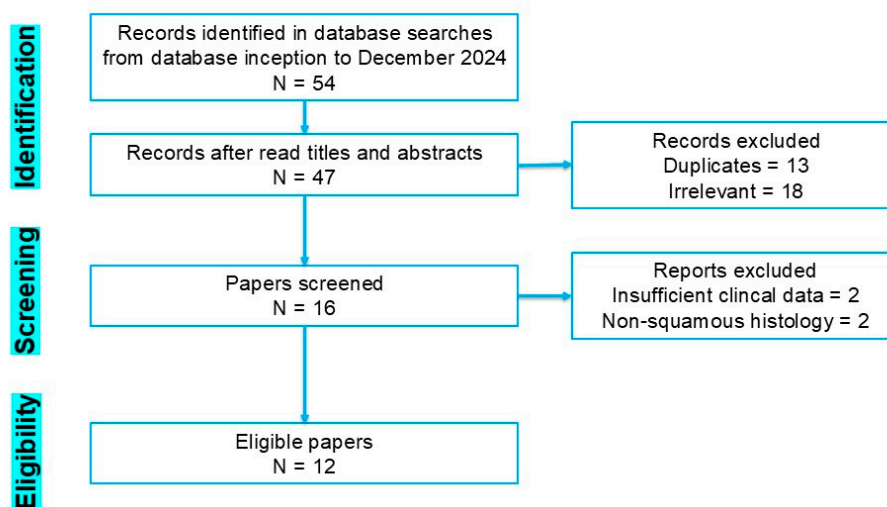 Identification
Records identified in database searches
from database inception to December 2024
N = 54
Records after read titles and abstracts
N = 47
Records excluded
Duplicates = 13
Irrelevant = 18
Screening
Papers screened
N = 16
Reports excluded
Insufficient clincal data = 2
Non-squamous histology = 2
Eligibility
Eligible papers
N = 12